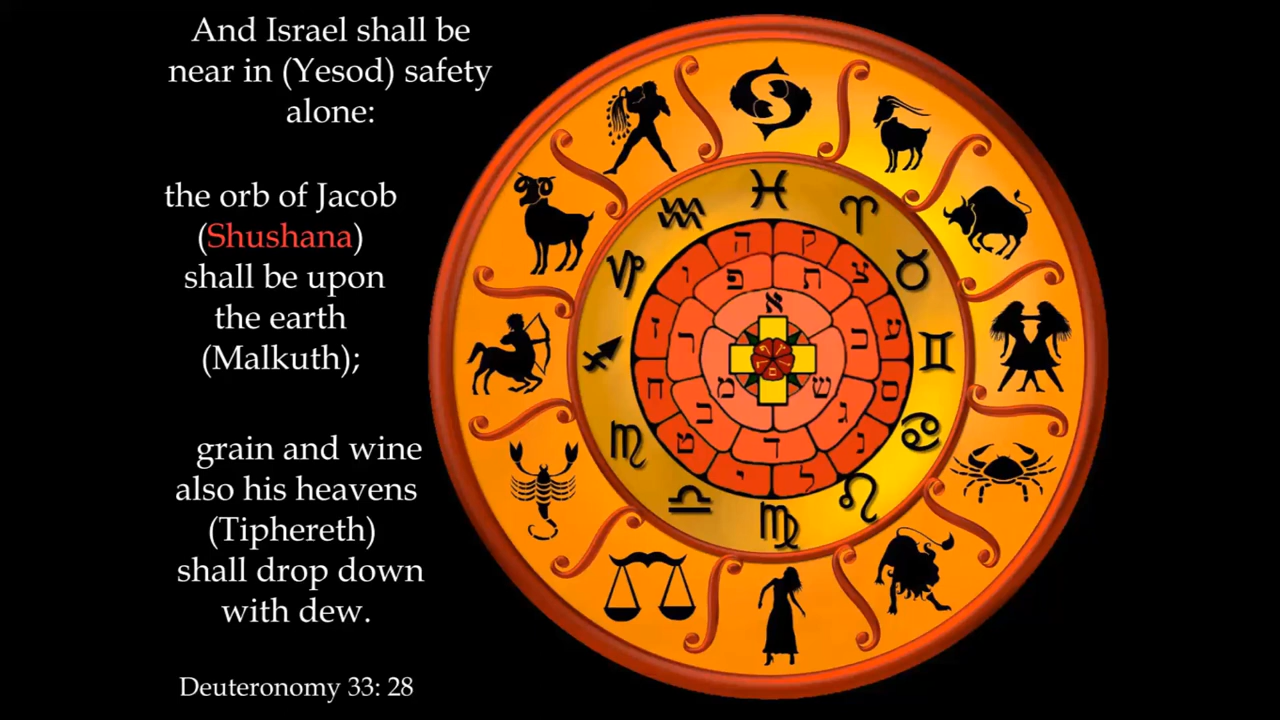 And Israel shall be
near in (Yesod) safety
alone:
the orb of Jacob
(Shushana)
shall be upon
the earth
(Malkuth);
grain and wine
also his heavens
(Tiphereth)
shall drop down
with dew.
Deuteronomy 33: 28
ה
ק
צ
ע
ס
נ
ל
י
ט
ח
ז
ו
פ
ת
כ
ג
ד
ב
ר
א
ש
מ